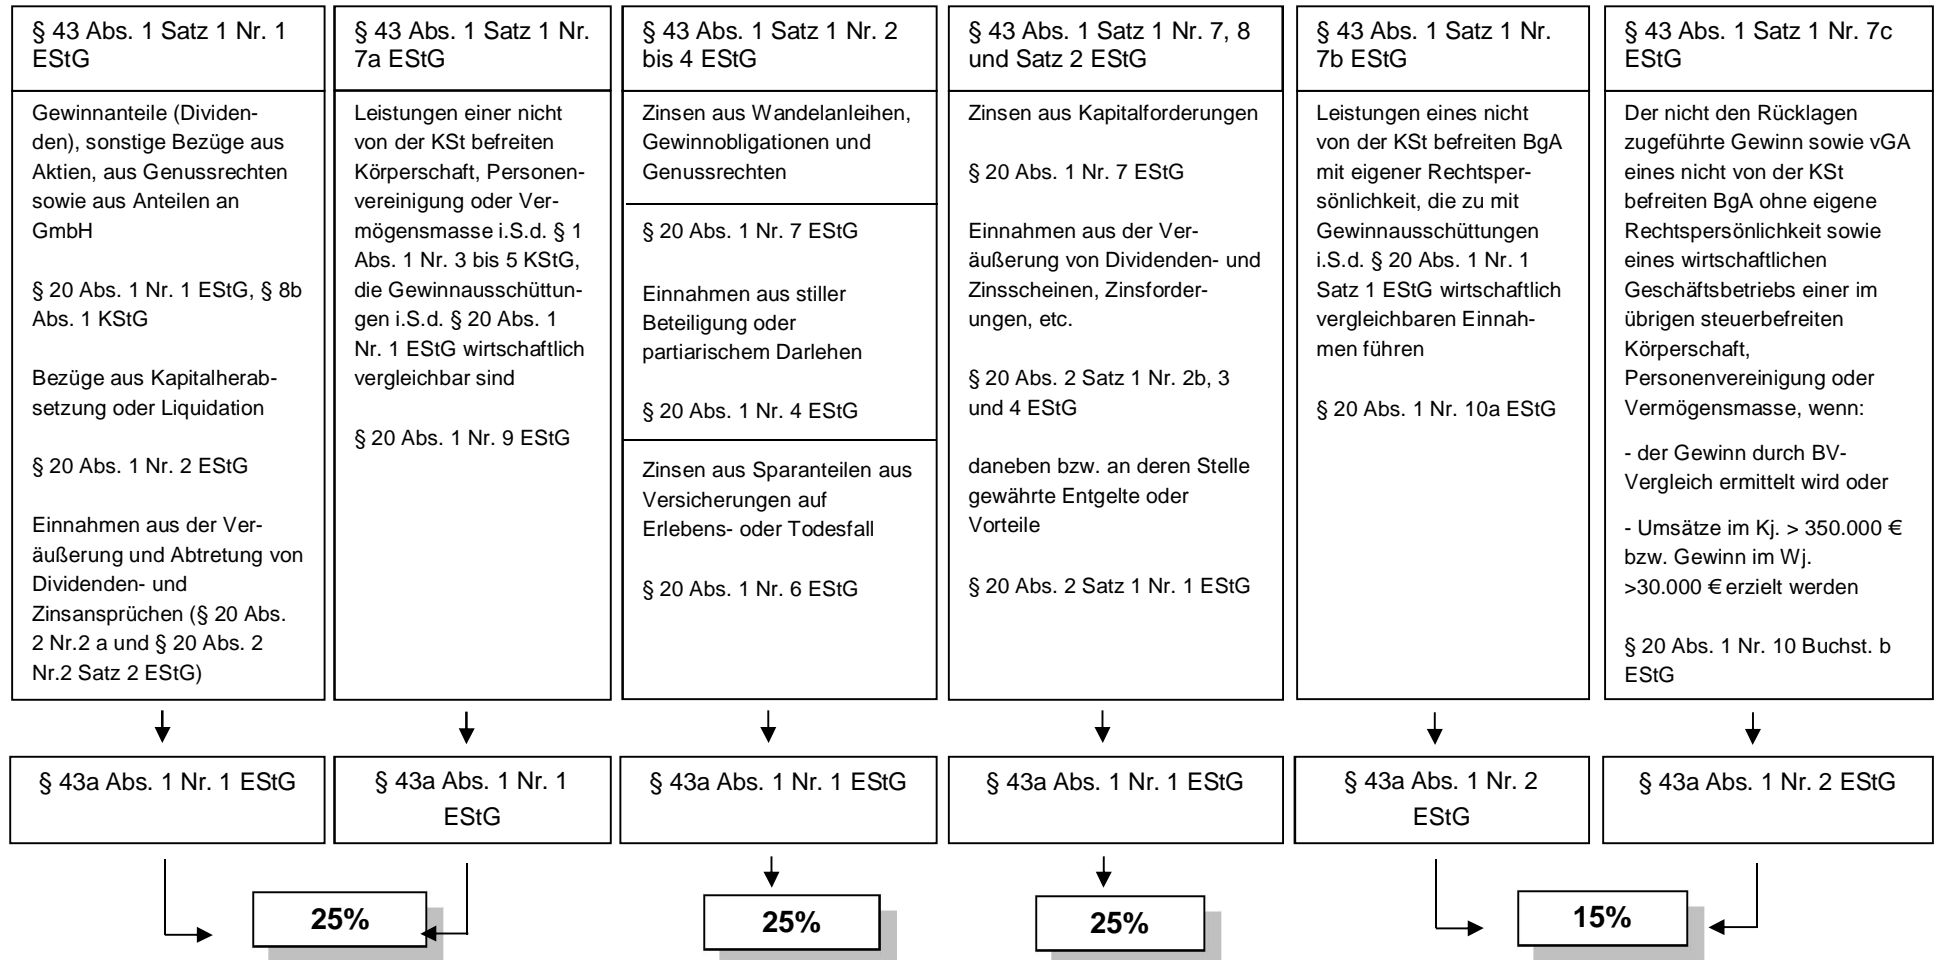 § 43 Abs. 1 Satz 1 Nr. 1
EStG
Gewinnanteile (Dividen-
den), sonstige Bezüge aus
Aktien, aus Genussrechten
sowie aus Anteilen an
GmbH
§ 20 Abs. 1 Nr. 1 EStG, § 8b
Abs. 1 KStG
Bezüge aus Kapitalherab-
setzung oder Liquidation
§ 20 Abs. 1 Nr. 2 EStG
Einnahmen aus der Ver-
äußerung und Abtretung von
Dividenden- und
Zinsansprüchen (§ 20 Abs.
2 Nr.2 a und § 20 Abs. 2
Nr.2 Satz 2 EStG)
§ 43a Abs. 1 Nr. 1 EStG
§ 43 Abs. 1 Satz 1 Nr.
7a EStG
Leistungen einer nicht
von der KSt befreiten
Körperschaft, Personen-
vereinigung oder Ver-
mögensmasse i.S.d. § 1
Abs. 1 Nr. 3 bis 5 KStG,
die Gewinnausschüttun-
gen i.S.d. § 20 Abs. 1
Nr. 1 EStG wirtschaftlich
vergleichbar sind
§ 20 Abs. 1 Nr. 9 EStG
§ 43a Abs. 1 Nr. 1
EStG
25%
§ 43 Abs. 1 Satz 1 Nr. 2
bis 4 EStG
Zinsen aus Wandelanleihen,
Gewinnobligationen und
Genussrechten
§ 20 Abs. 1 Nr. 7 EStG
Einnahmen aus stiller
Beteiligung oder
partiarischem Darlehen
§ 20 Abs. 1 Nr. 4 EStG
Zinsen aus Sparanteilen aus
Versicherungen auf
Erlebens- oder Todesfall
§ 20 Abs. 1 Nr. 6 EStG
§ 43a Abs. 1 Nr. 1 EStG
25%
§ 43 Abs. 1 Satz 1 Nr. 7, 8
und Satz 2 EStG
Zinsen aus Kapitalforderungen
§ 20 Abs. 1 Nr. 7 EStG
Einnahmen aus der Ver-
äußerung von Dividenden- und
Zinsscheinen, Zinsforder-
ungen, etc.
§ 20 Abs. 2 Satz 1 Nr. 2b, 3
und 4 EStG
daneben bzw. an deren Stelle
gewährte Entgelte oder
Vorteile
§ 20 Abs. 2 Satz 1 Nr. 1 EStG
§ 43a Abs. 1 Nr. 1 EStG
25%
§ 43 Abs. 1 Satz 1 Nr.
7b EStG
Leistungen eines nicht
von der KSt befreiten BgA
mit eigener Rechtsper-
sönlichkeit, die zu mit
Gewinnausschüttungen
i.S.d. § 20 Abs. 1 Nr. 1
Satz 1 EStG wirtschaftlich
vergleichbaren Einnah-
men führen
§ 20 Abs. 1 Nr. 10a EStG
§ 43a Abs. 1 Nr. 2
EStG
§ 43 Abs. 1 Satz 1 Nr. 7c
EStG
Der nicht den Rücklagen
zugeführte Gewinn sowie vGA
eines nicht von der KSt
befreiten BgA ohne eigene
Rechtspersönlichkeit sowie
eines wirtschaftlichen
Geschäftsbetriebs einer im
übrigen steuerbefreiten
Körperschaft,
Personenvereinigung oder
Vermögensmasse, wenn:
- der Gewinn durch BV-
Vergleich ermittelt wird oder
- Umsätze im Kj. > 350.000 €
bzw. Gewinn im Wj.
>30.000 € erzielt werden
§ 20 Abs. 1 Nr. 10 Buchst. b
EStG
§ 43a Abs. 1 Nr. 2 EStG
15%